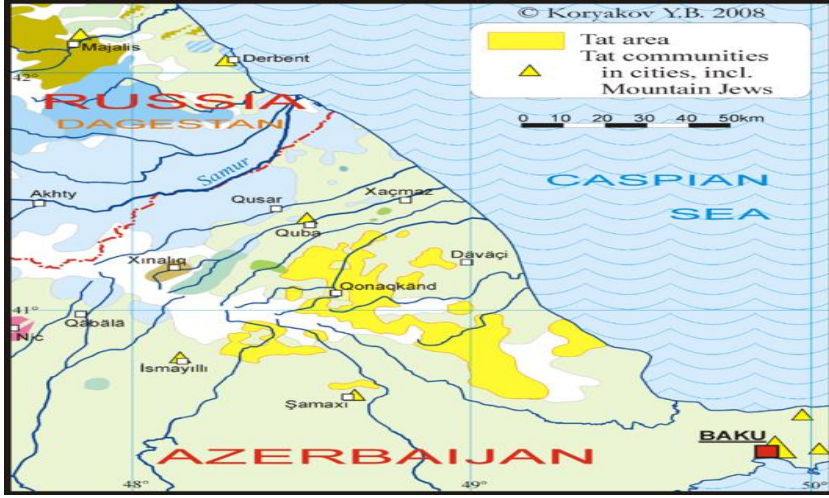 © Koryakov Y.B. 2008
Tat area
Tat communities
in cities, incl.
Mountain Jews
0 10 20 30 40 50km
Majalis
Derbent
42°
RUSSIA
DAGESTAN
Samur
CASPIAN
SEA
Akhty
Qusar
Xaçmaz
Quba
Xınalıq
Däväçi
Qonaqkänd
41°
Qäbälä
Nic
İsmayıllı
Şamaxı
BAKU
AZERBAIJAN
48°
49°
50°